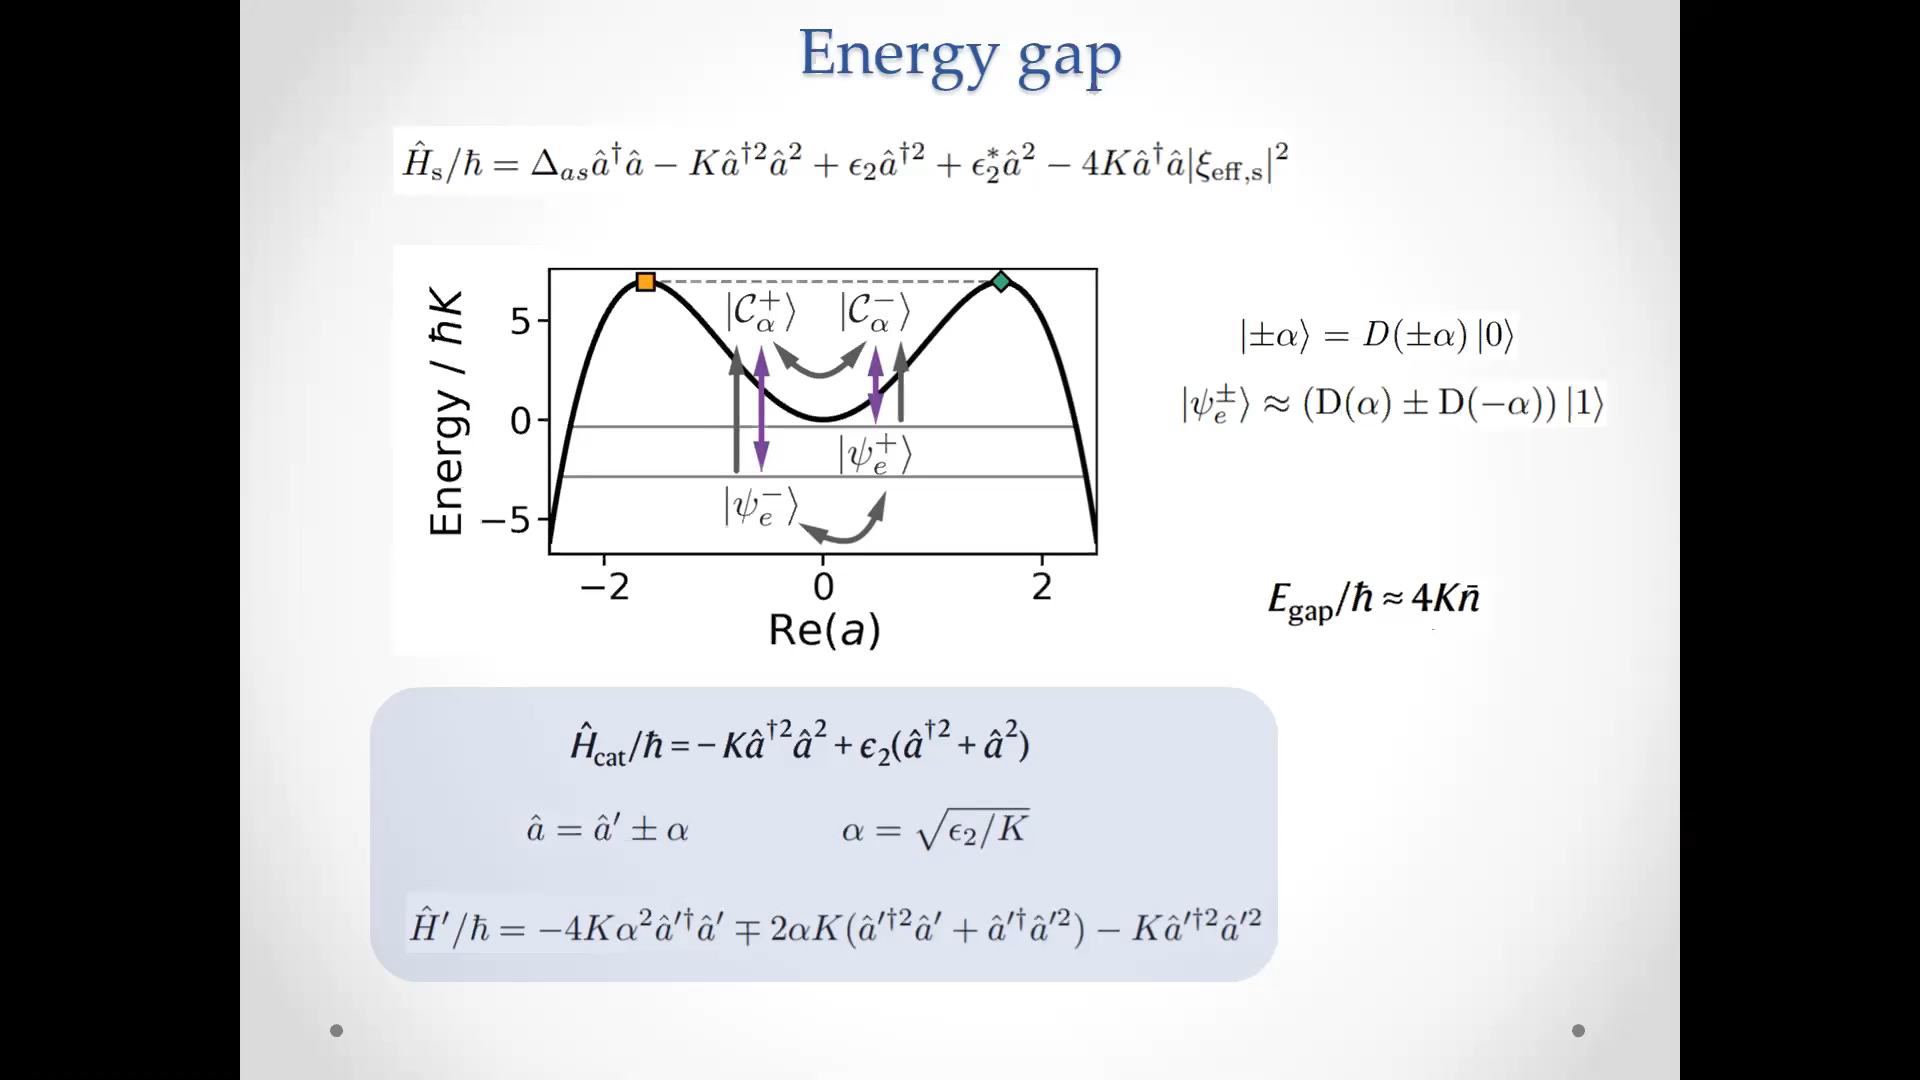 Energy gap
Ĥₛ/ħ = Δₐₛâ†â − Kâ†²â² + ϵ₂â†² + ϵ₂*â² − 4Kâ†â|ξ_eff,s|²
Energy / ħK
5
0
−5
|𝒞_α^+⟩ |𝒞_α^−⟩
|ψ_e^+⟩
|ψ_e^−⟩
−2 0 2
Re(a)
|±α⟩ = D(±α) |0⟩
|ψ_e^±⟩ ≈ (D(α) ± D(−α)) |1⟩
E_gap/ħ ≈ 4Kn̄
Ĥ_cat/ħ = − Kâ†²â² + ϵ₂(â†² + â²)
â = â′ ± α α = √(ϵ₂/K)
Ĥ′/ħ = −4Kα²â′†â′ ∓ 2αK(â′†²â′ + â′†â′²) − Kâ′†²â′²